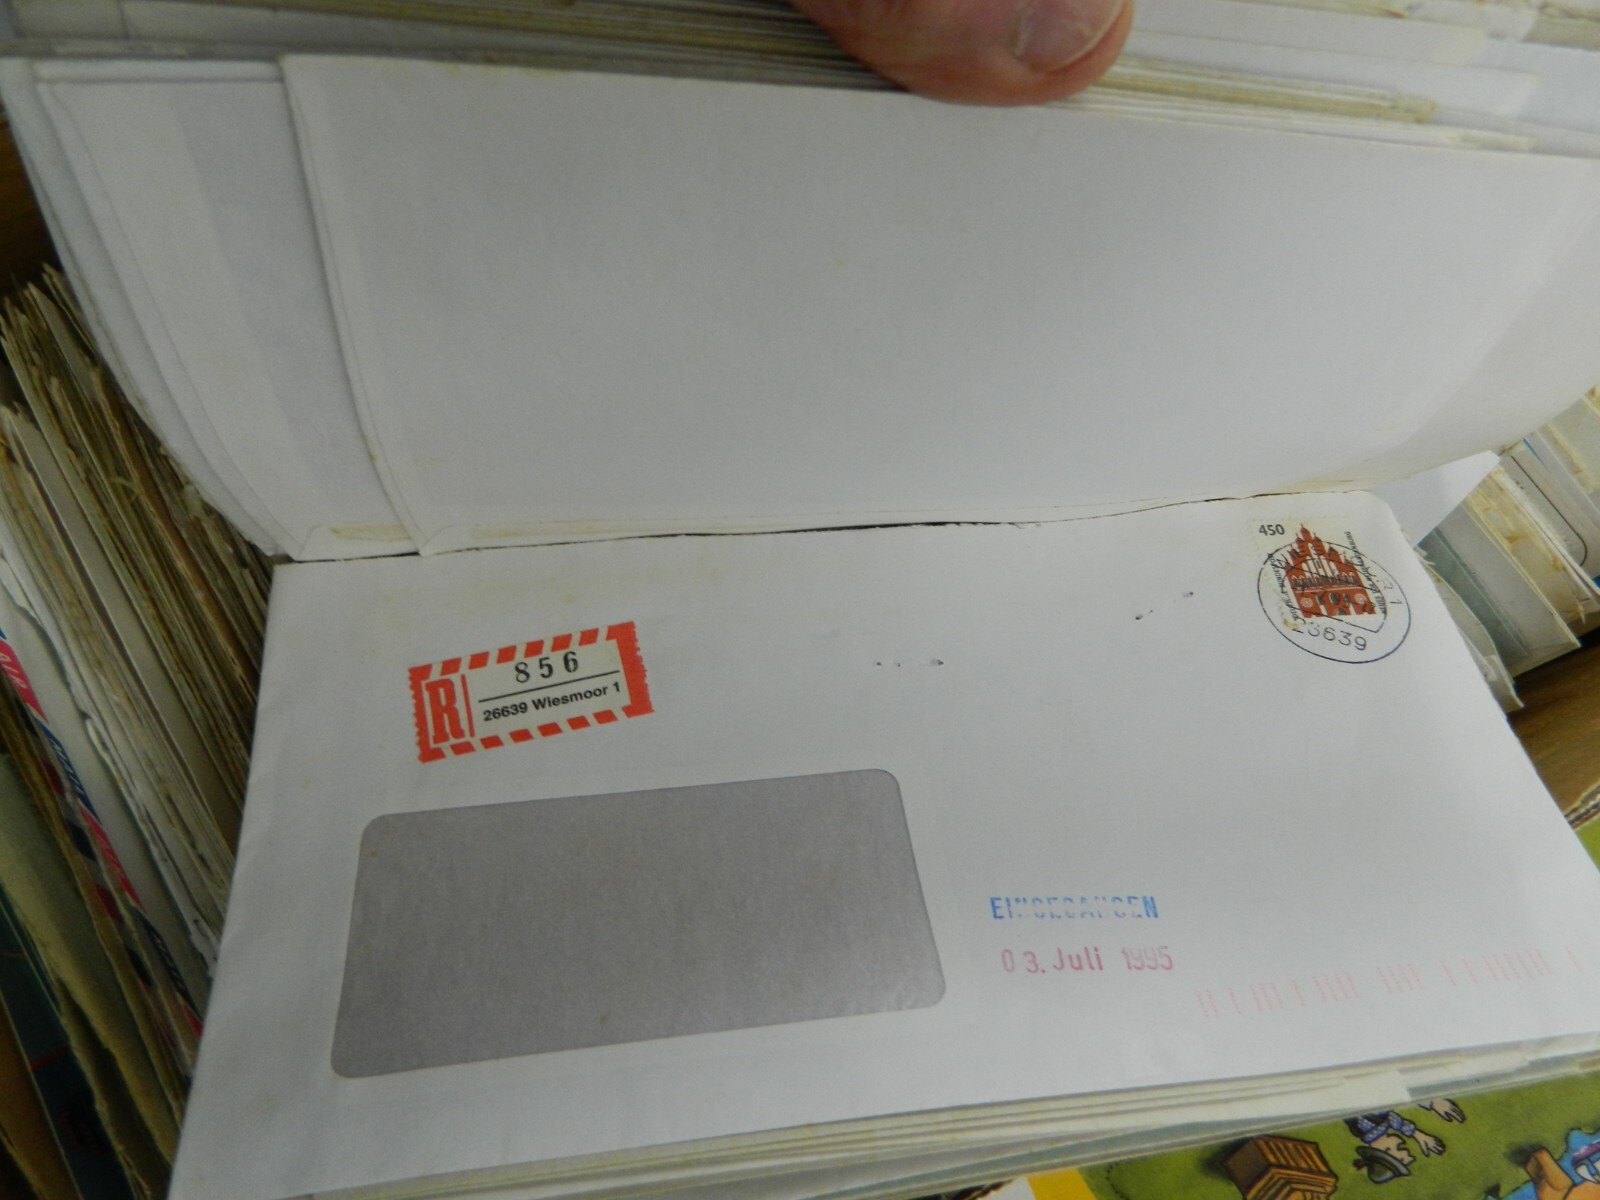 450
26639
R 856
26639 Wiesmoor 1
EINGEGANGEN
03. Juli 1995